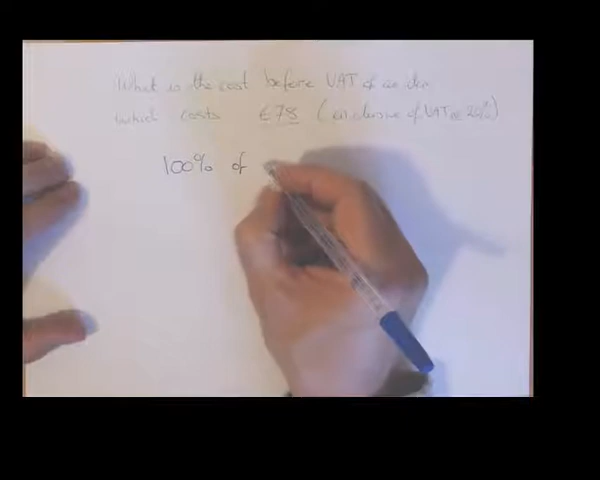 What is the cost before VAT of an item
which costs £78 (inclusive of VAT @ 20%)
100% of